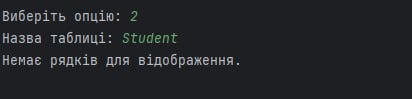 Виберіть опцію: 2
Назва таблиці: Student
Немає рядків для відображення.